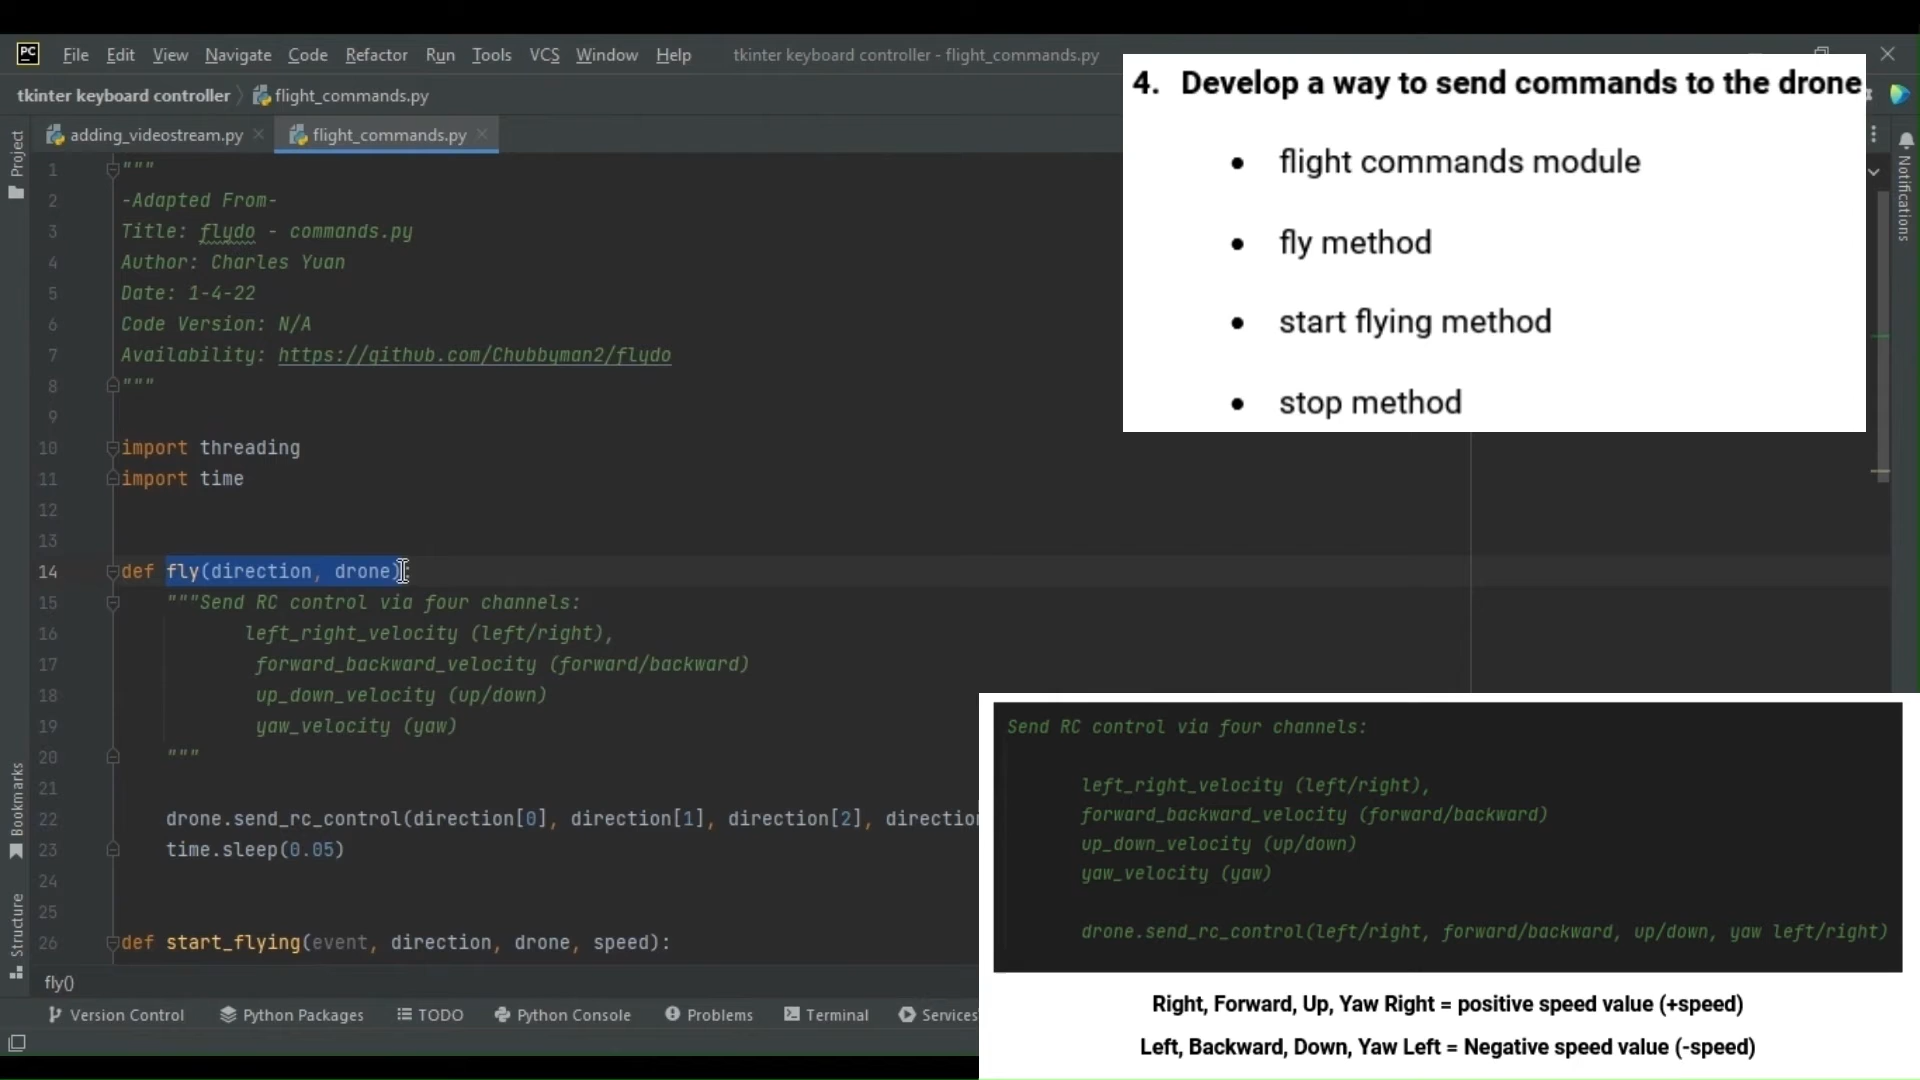 PC File Edit View Navigate Code Refactor Run Tools VCS Window Help tkinter keyboard controller - flight_commands.py
tkinter keyboard controller flight_commands.py
adding_videostream.py flight_commands.py
Project
Notifications
Bookmarks
Structure
1 """
2 -Adapted From-
3 Title: flydo - commands.py
4 Author: Charles Yuan
5 Date: 1-4-22
6 Code Version: N/A
7 Availability: https://github.com/Chubbyman2/flydo
8 """
9
10 import threading
11 import time
12
13
14 def fly(direction, drone):
15 """Send RC control via four channels:
16 left_right_velocity (left/right),
17 forward_backward_velocity (forward/backward)
18 up_down_velocity (up/down)
19 yaw_velocity (yaw)
20 """
21
22 drone.send_rc_control(direction[0], direction[1], direction[2], direction
23 time.sleep(0.05)
24
25
26 def start_flying(event, direction, drone, speed):
fly()
Version Control Python Packages TODO Python Console Problems Terminal Services
4. Develop a way to send commands to the drone
• flight commands module
• fly method
• start flying method
• stop method
Send RC control via four channels:
left_right_velocity (left/right),
forward_backward_velocity (forward/backward)
up_down_velocity (up/down)
yaw_velocity (yaw)
drone.send_rc_control(left/right, forward/backward, up/down, yaw left/right)
Right, Forward, Up, Yaw Right = positive speed value (+speed)
Left, Backward, Down, Yaw Left = Negative speed value (-speed)